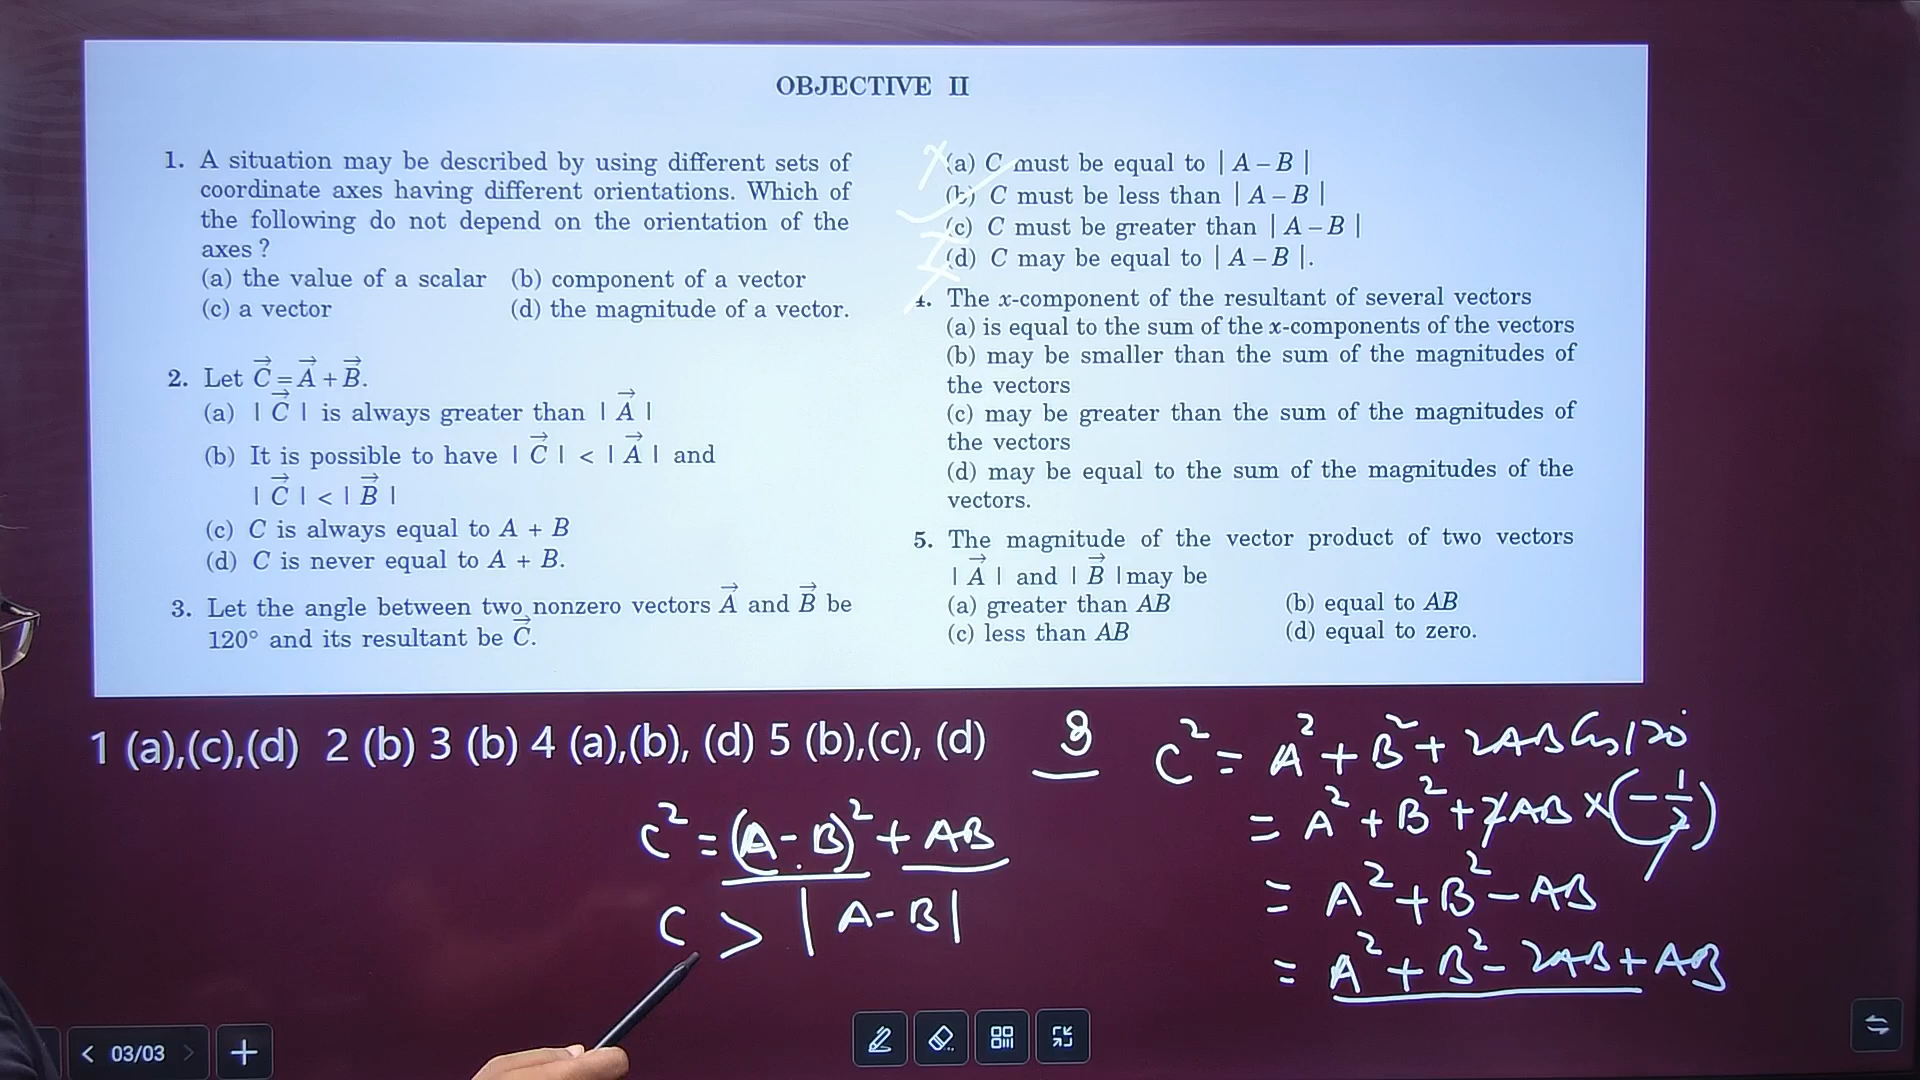 OBJECTIVE II
1. A situation may be described by using different sets of
coordinate axes having different orientations. Which of
the following do not depend on the orientation of the
axes ?
(a) the value of a scalar (b) component of a vector
(c) a vector (d) the magnitude of a vector.
2. Let C⃗ = A⃗ + B⃗.
(a) | C⃗ | is always greater than | A⃗ |
(b) It is possible to have | C⃗ | < | A⃗ | and
| C⃗ | < | B⃗ |
(c) C is always equal to A + B
(d) C is never equal to A + B.
3. Let the angle between two nonzero vectors A⃗ and B⃗ be
120° and its resultant be C⃗.
(a) C must be equal to | A – B |
(b) C must be less than | A – B |
(c) C must be greater than | A – B |
(d) C may be equal to | A – B |.
4. The x-component of the resultant of several vectors
(a) is equal to the sum of the x-components of the vectors
(b) may be smaller than the sum of the magnitudes of
the vectors
(c) may be greater than the sum of the magnitudes of
the vectors
(d) may be equal to the sum of the magnitudes of the
vectors.
5. The magnitude of the vector product of two vectors
| A⃗ | and | B⃗ | may be
(a) greater than AB (b) equal to AB
(c) less than AB (d) equal to zero.
1 (a),(c),(d) 2 (b) 3 (b) 4 (a),(b), (d) 5 (b),(c), (d)
3 C² = A² + B² + 2AB Cos 120°
= A² + B² + 2AB × (-1/2)
= A² + B² - AB
= A² + B² - 2AB + AB
C² = (A - B)² + AB
C > | A - B |
< 03/03 > +